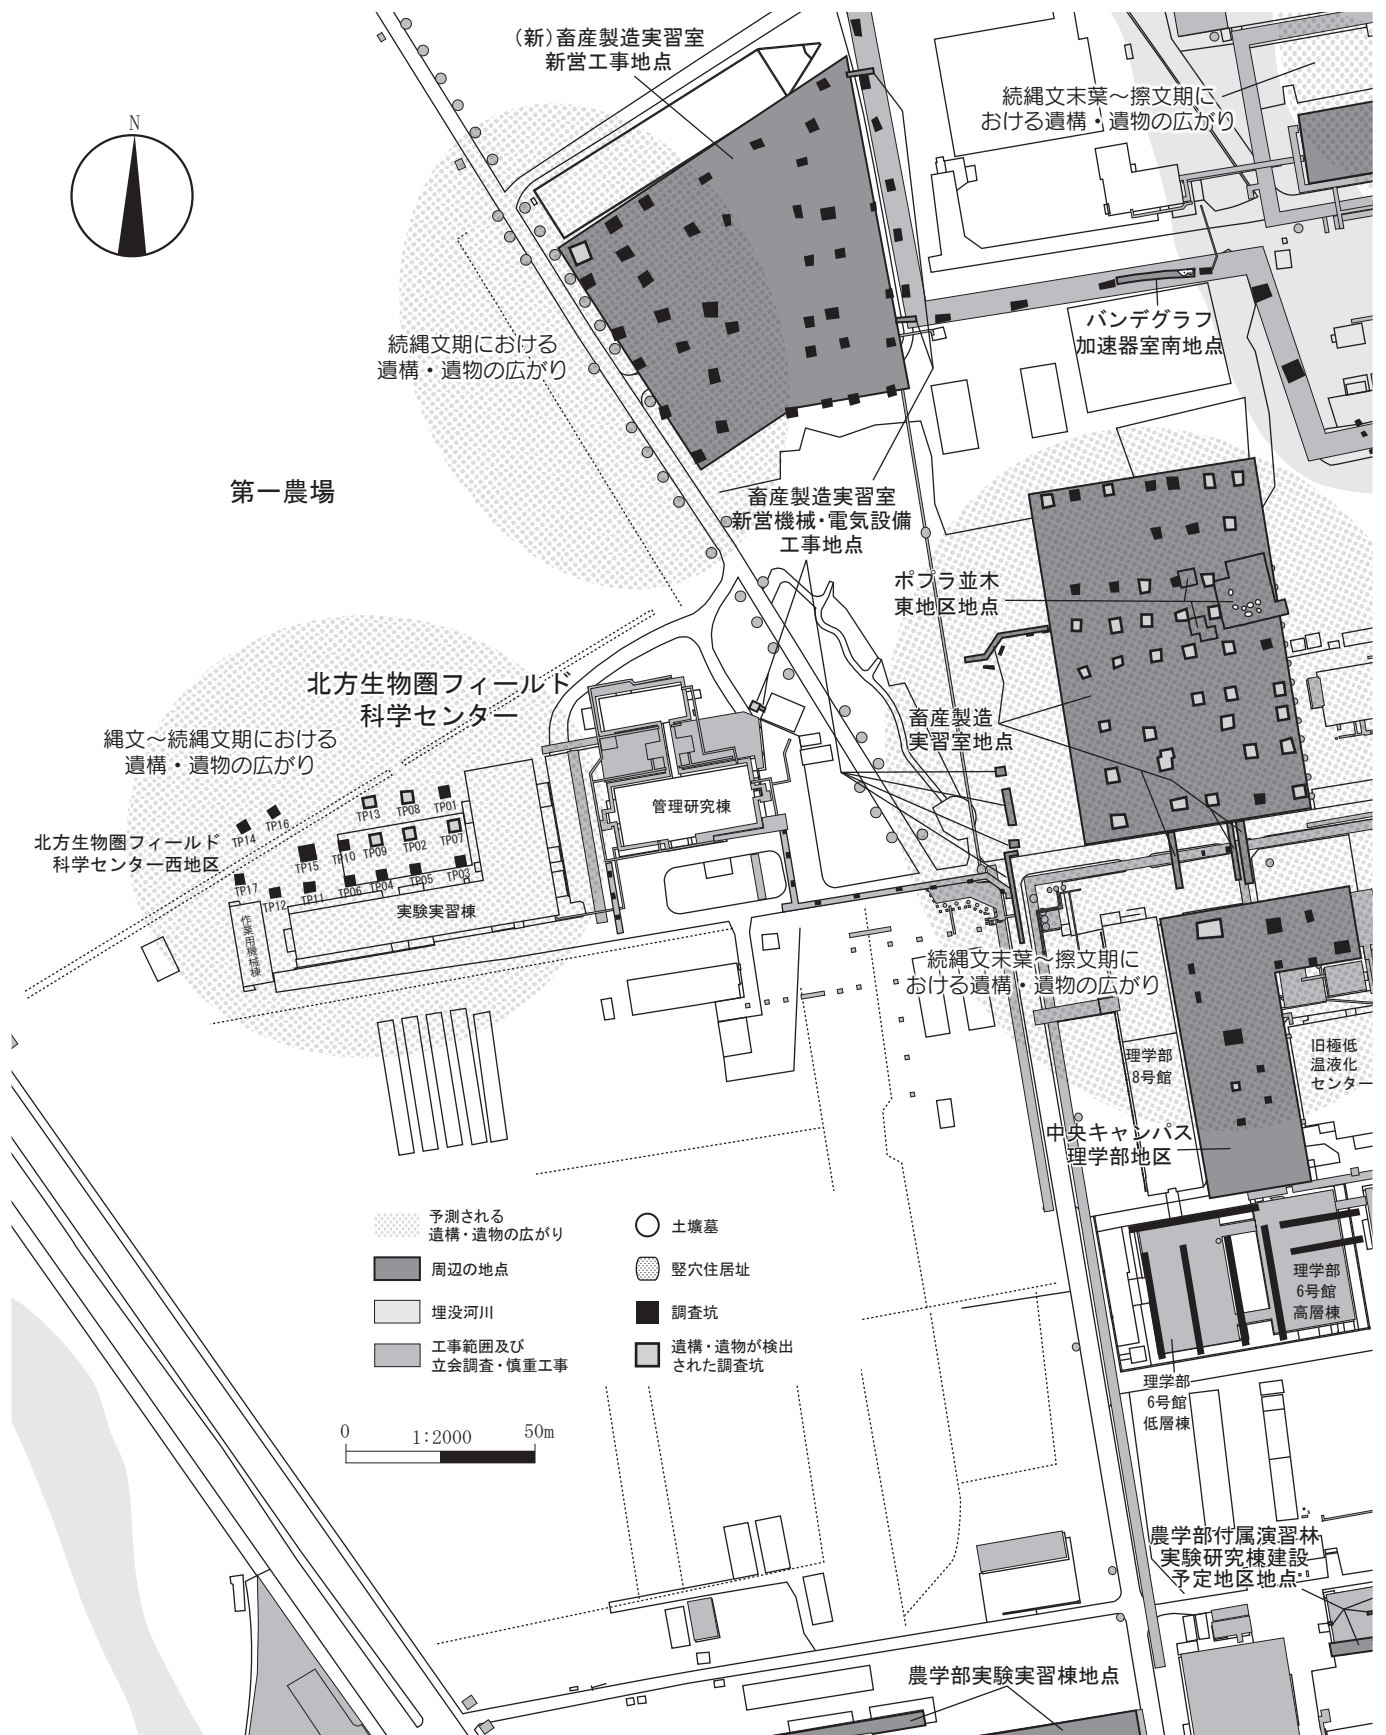 （新）畜産製造実習室
新営工事地点
続縄文末葉～擦文期に
おける遺構・遺物の広がり
N
バンデグラフ
加速器室南地点
続縄文期における
遺構・遺物の広がり
第一農場
畜産製造実習室
新営機械・電気設備
工事地点
ポプラ並木
東地区地点
北方生物圏フィールド
科学センター
畜産製造
実習室地点
縄文～続縄文期における
遺構・遺物の広がり
管理研究棟
北方生物圏フィールド
科学センター西地区
TP14
TP16
TP13
TP08
TP01
TP15
TP10
TP09
TP02
TP07
TP17
TP12
TP11
TP06
TP04
TP05
TP03
実験実習棟
作業用機械棟
続縄文末葉～擦文期に
おける遺構・遺物の広がり
理学部
8号館
旧極低
温液化
センター
中央キャンパス
理学部地区
予測される
遺構・遺物の広がり
周辺の地点
埋没河川
工事範囲及び
立会調査・慎重工事
土壙墓
竪穴住居址
調査坑
遺構・遺物が検出
された調査坑
理学部
6号館
高層棟
理学部
6号館
低層棟
0 1:2000 50m
農学部付属演習林
実験研究棟建設
予定地区地点
農学部実験実習棟地点